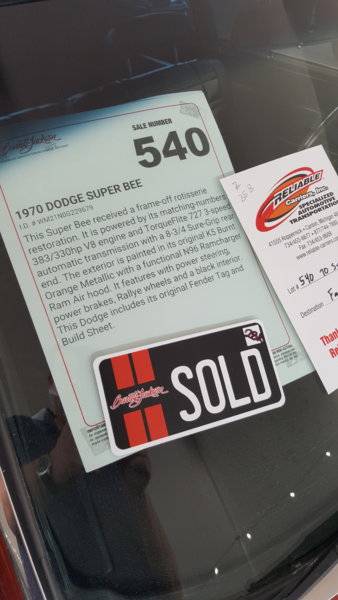 Barrett-Jackson
SALE NUMBER
540
1970 DODGE SUPER BEE
This Super Bee received a frame-off rotisserie
restoration. It is powered by its matching-numbers
383/330hp V8 engine and TorqueFlite 727 3-speed
automatic transmission with a 8-3/4 Sure-Grip rear
end. The exterior is painted in its original K5 Burnt
Orange Metallic with a functional N96 Ramcharger
Ram Air hood. It features with power steering,
power brakes, Rallye wheels and a black interior.
This Dodge includes its original Fender Tag and
Build Sheet.
RELIABLE
Carriers, Inc.
SPECIALIZED
AUTOMOTIVE
TRANSPORTATION
Lot # 540 70 S
Destination
Thank
Re
Barrett-Jackson
SOLD